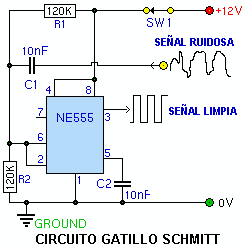 120K
R1
SW1
+12V
10nF
C1
SEÑAL RUIDOSA
4
8
7
NE555
3
SEÑAL LIMPIA
6
2
5
1
120K
R2
C2
10nF
0V
GROUND
CIRCUITO GATILLO SCHMITT